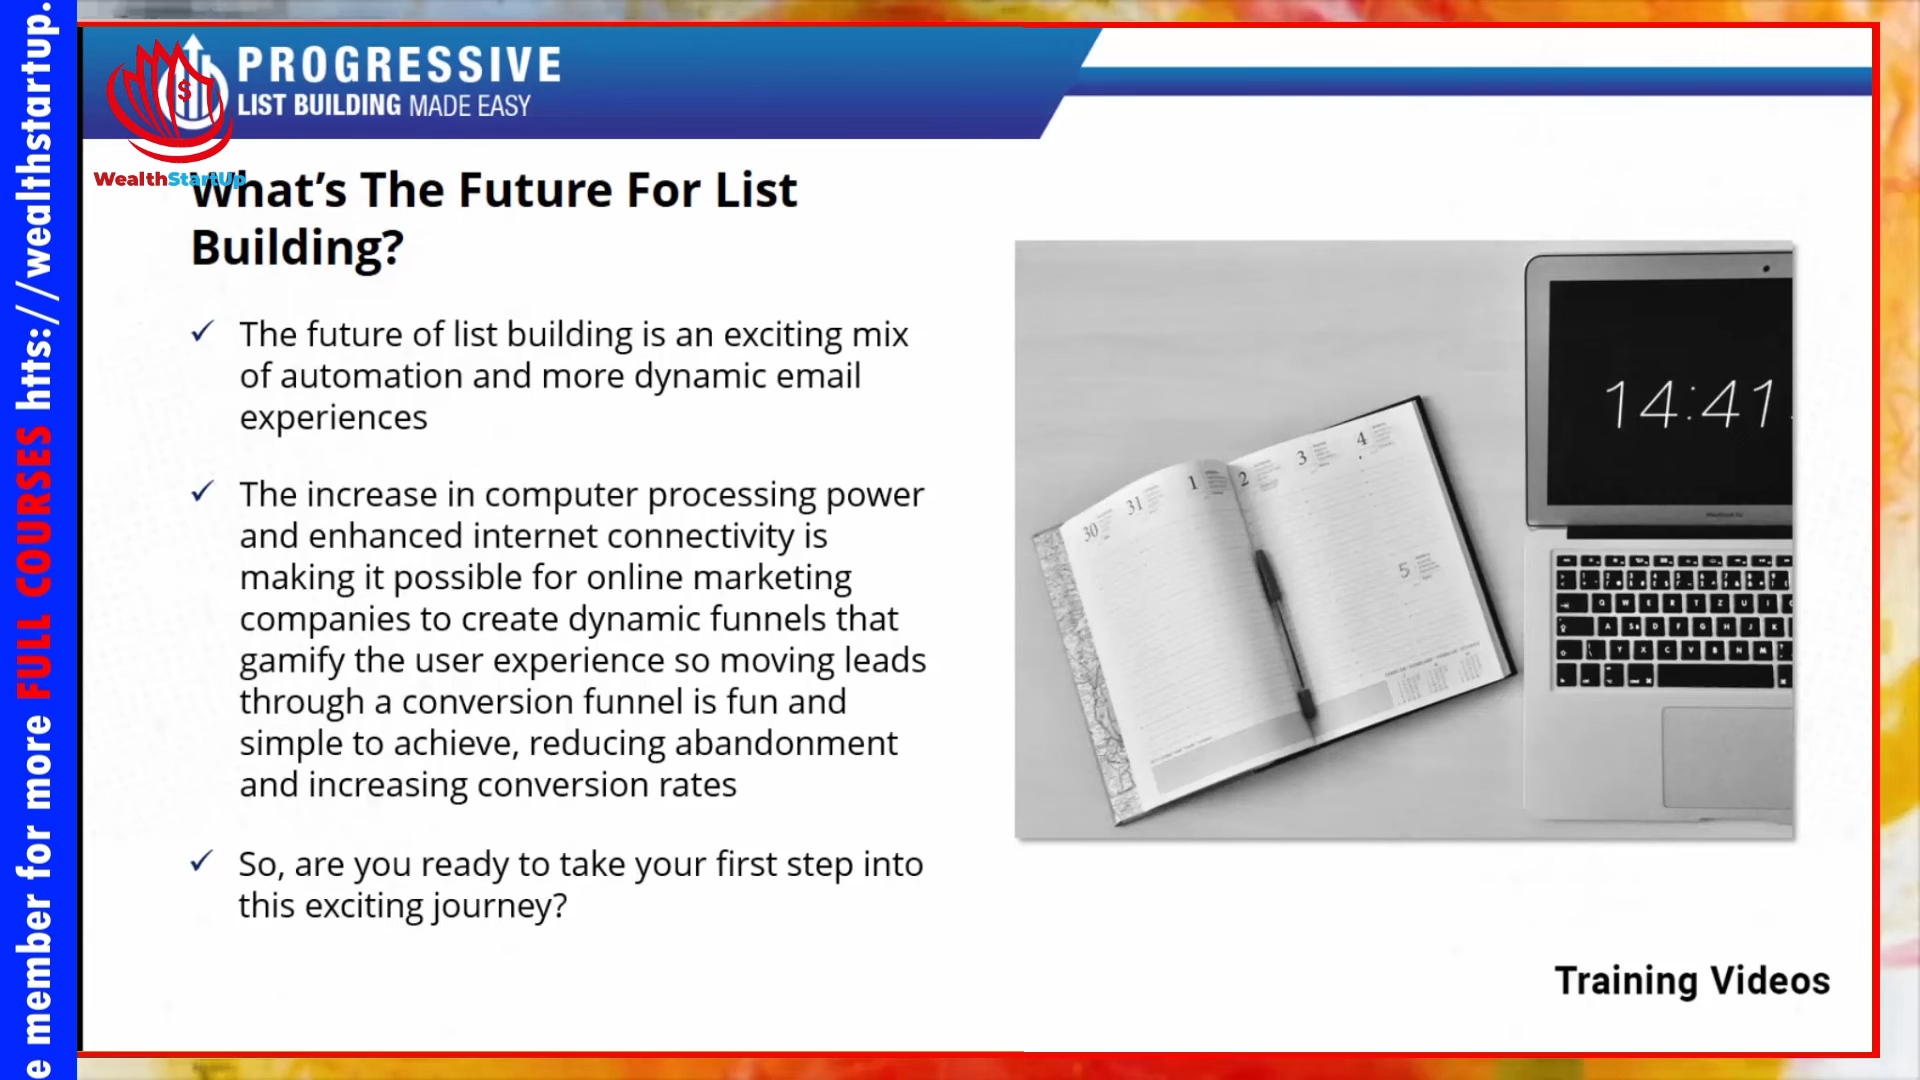 PROGRESSIVE
LIST BUILDING MADE EASY
WealthStartUp
What's The Future For List
Building?
✓ The future of list building is an exciting mix
of automation and more dynamic email
experiences
✓ The increase in computer processing power
and enhanced internet connectivity is
making it possible for online marketing
companies to create dynamic funnels that
gamify the user experience so moving leads
through a conversion funnel is fun and
simple to achieve, reducing abandonment
and increasing conversion rates
✓ So, are you ready to take your first step into
this exciting journey?
30
31
1
2
3
4
5
14:41
Training Videos
e member for more FULL COURSES htts://wealthstartup.